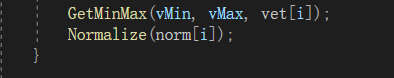 GetMinMax(vMin, vMax, vet[i]);
Normalize(norm[i]);
}